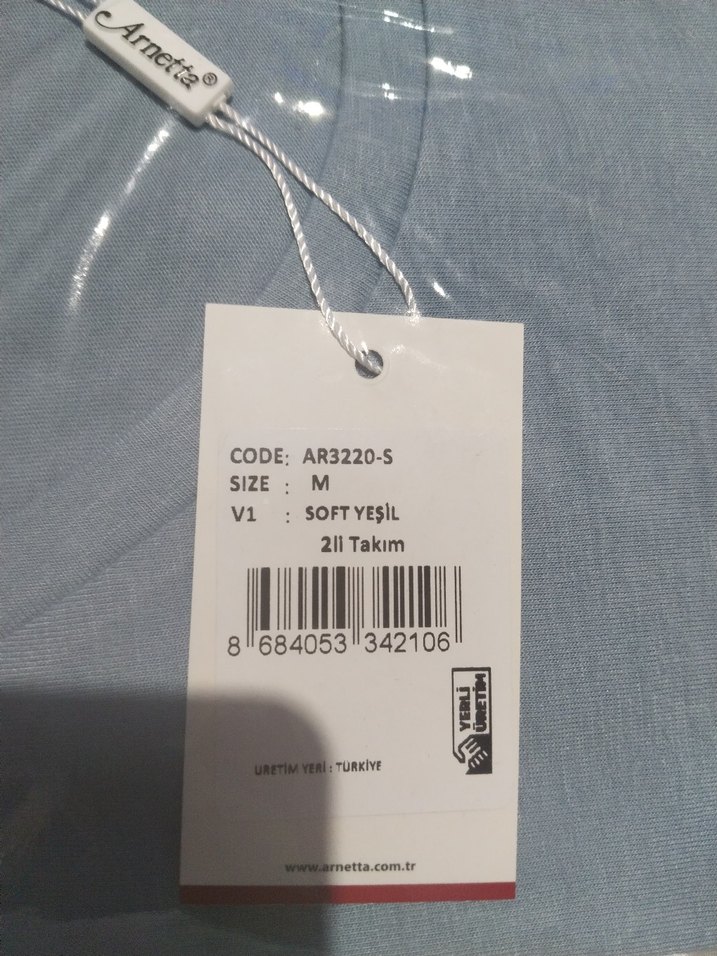 Arnetta®
CODE: AR3220-S
SIZE : M
V1 : SOFT YEŞİL
2li Takım
8 684053 342106
YERLİ
ÜRETİM
URETİM YERİ : TÜRKİYE
www.arnetta.com.tr